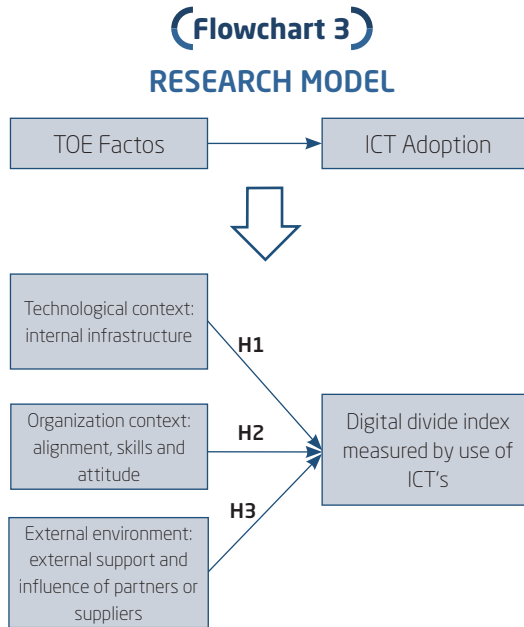 Flowchart 3
RESEARCH MODEL
TOE Factos
ICT Adoption
Technological context:
internal infrastructure
H1
Organization context:
alignment, skills and
attitude
H2
Digital divide index
measured by use of
ICT's
H3
External environment:
external support and
influence of partners or
suppliers